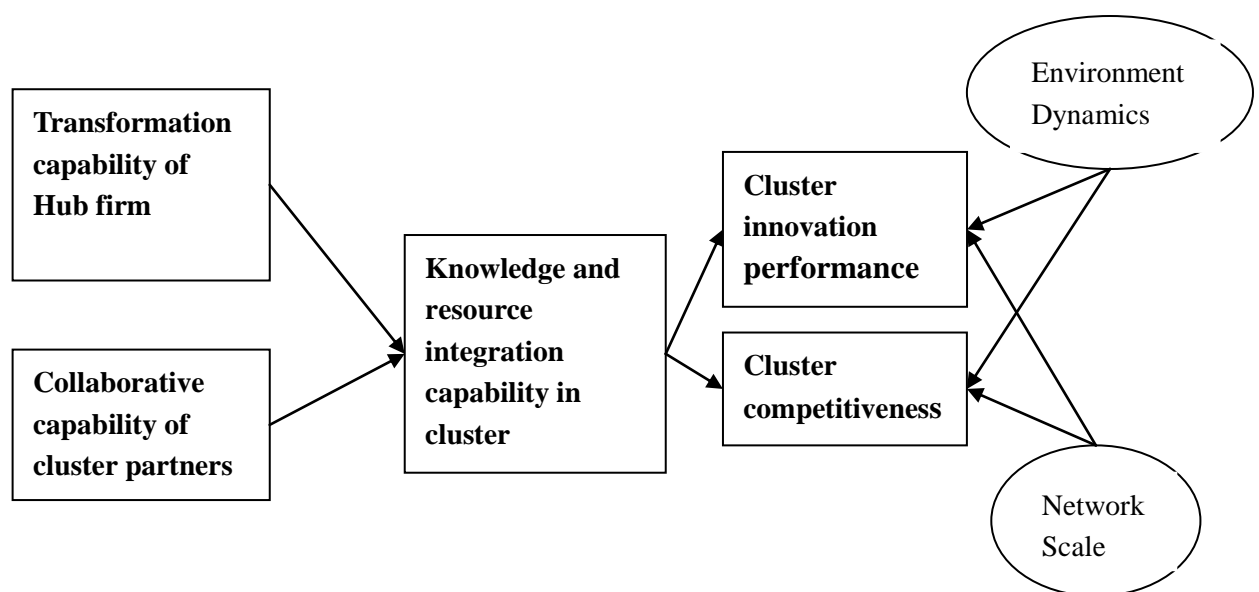 Transformation
capability of
Hub firm
Collaborative
capability of
cluster partners
Knowledge and
resource
integration
capability in
cluster
Cluster
innovation
performance
Cluster
competitiveness
Environment
Dynamics
Network
Scale